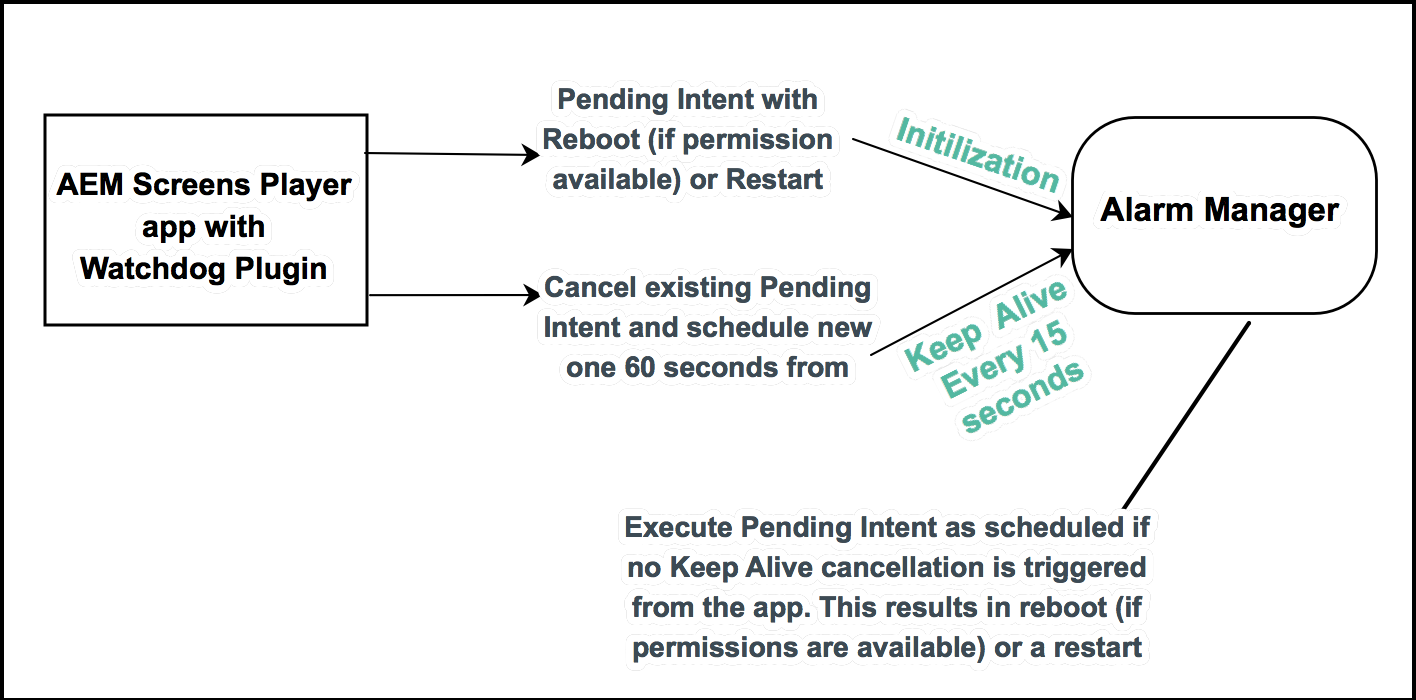 AEM Screens Player
app with
Watchdog Plugin
Pending Intent with
Reboot (if permission
available) or Restart
Initilization
Alarm Manager
Cancel existing Pending
Intent and schedule new
one 60 seconds from
Keep Alive
Every 15
seconds
Execute Pending Intent as scheduled if
no Keep Alive cancellation is triggered
from the app. This results in reboot (if
permissions are available) or a restart